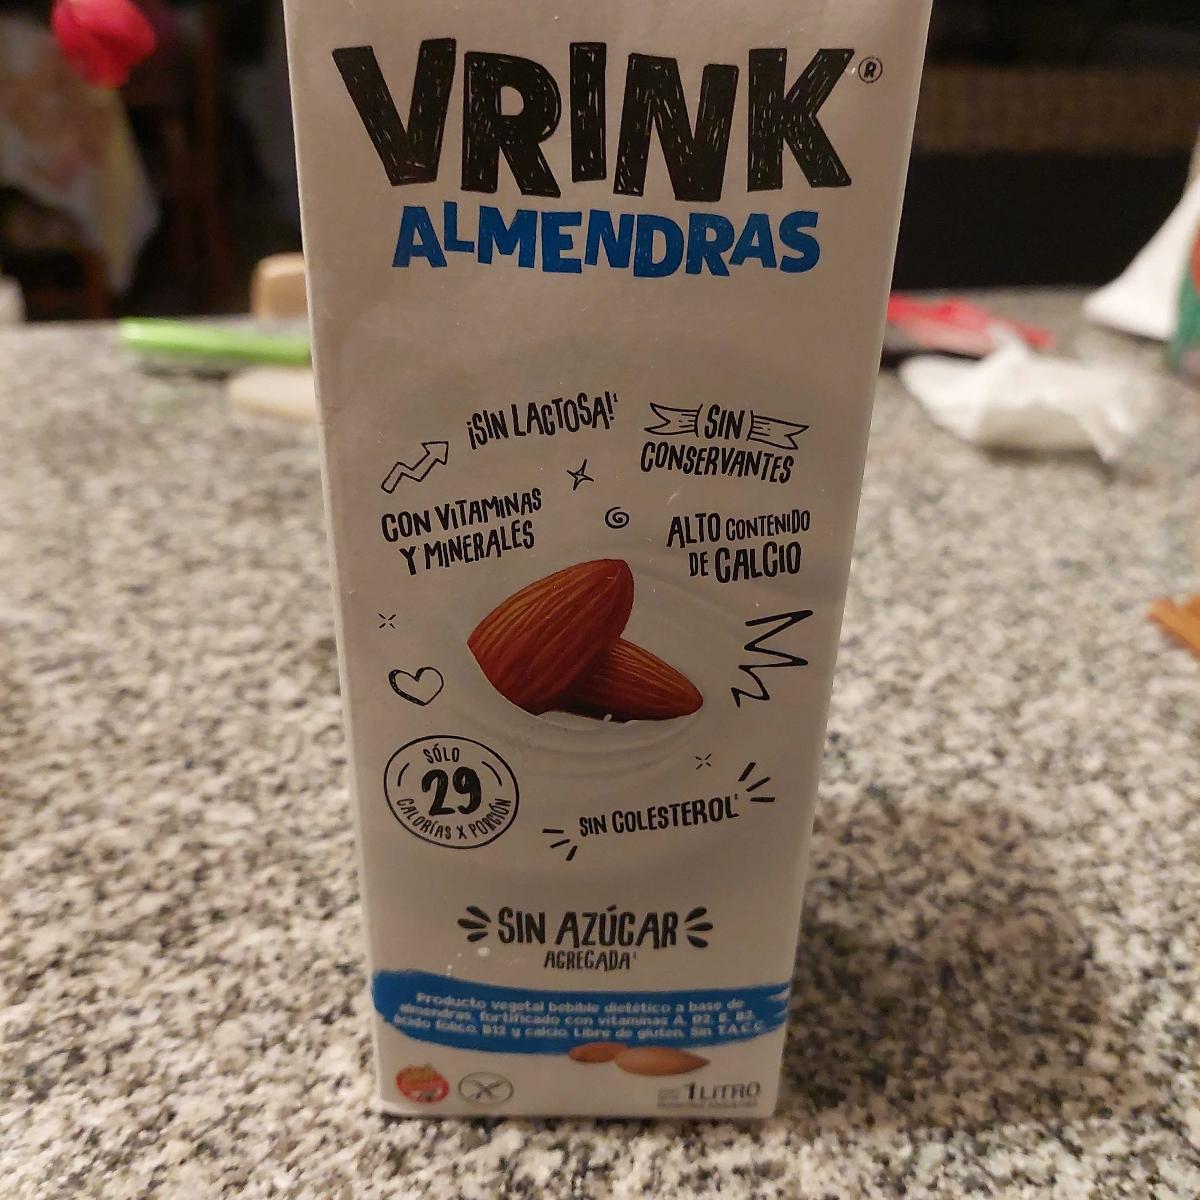 VRINK®
ALMENDRAS
¡SIN LACTOSA!¹
SIN
CONSERVANTES
CON VITAMINAS
Y MINERALES
ALTO CONTENIDO
DE CALCIO
SÓLO
29
CALORÍAS X PORCIÓN
SIN COLESTEROL¹
SIN AZÚCAR
AGREGADA¹
Producto vegetal bebible dietético a base de
almendras, fortificado con vitaminas A, D2, E, B2,
ácido fólico, B12 y calcio. Libre de gluten. Sin T.A.C.C.
1 LITRO